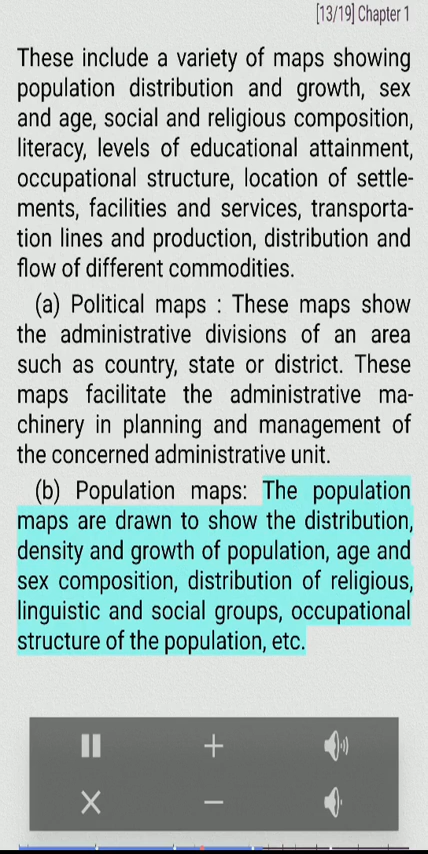 [13/19] Chapter 1
These include a variety of maps showing
population distribution and growth, sex
and age, social and religious composition,
literacy, levels of educational attainment,
occupational structure, location of settle-
ments, facilities and services, transporta-
tion lines and production, distribution and
flow of different commodities.
(a) Political maps : These maps show
the administrative divisions of an area
such as country, state or district. These
maps facilitate the administrative ma-
chinery in planning and management of
the concerned administrative unit.
(b) Population maps: The population
maps are drawn to show the distribution,
density and growth of population, age and
sex composition, distribution of religious,
linguistic and social groups, occupational
structure of the population, etc.